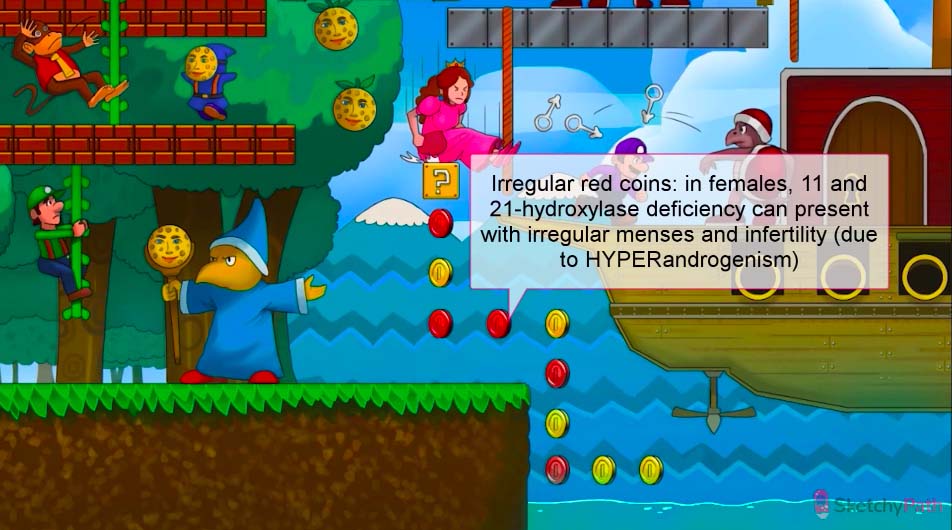 ?
Irregular red coins: in females, 11 and
21-hydroxylase deficiency can present
with irregular menses and infertility (due
to HYPERandrogenism)
SketchyPath